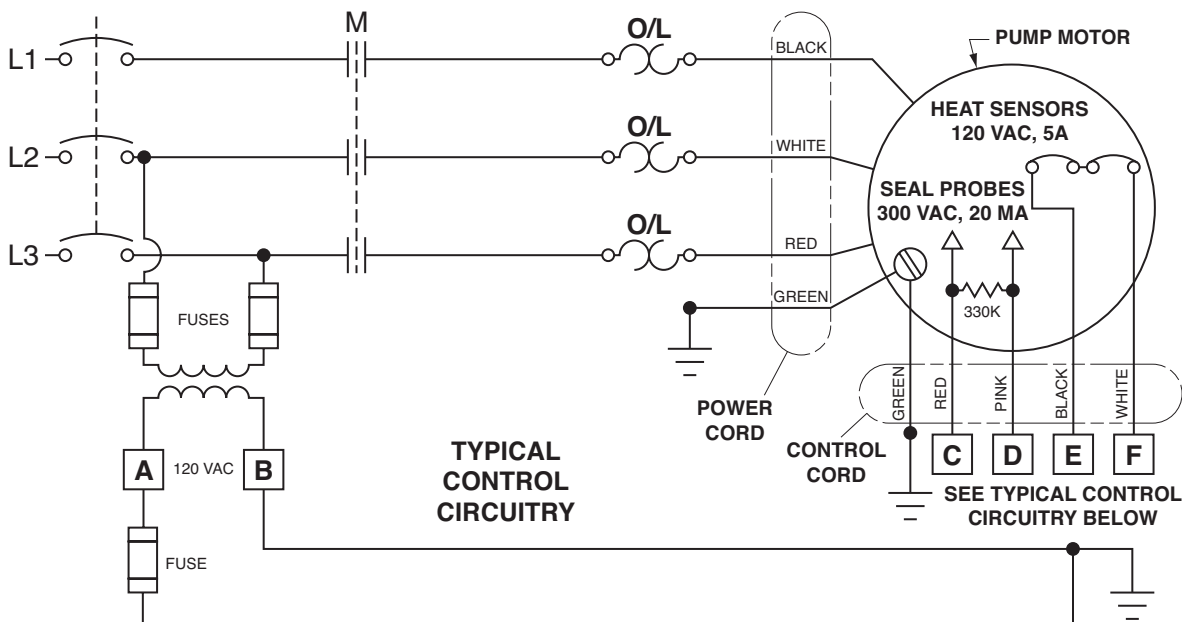 M
O/L
L1
BLACK
PUMP MOTOR
HEAT SENSORS
120 VAC, 5A
O/L
L2
WHITE
SEAL PROBES
300 VAC, 20 MA
O/L
L3
RED
GREEN
330K
FUSES
GREEN
RED
PINK
BLACK
WHITE
POWER
CORD
CONTROL
CORD
A
120 VAC
B
TYPICAL
CONTROL
CIRCUITRY
C
D
E
F
SEE TYPICAL CONTROL
CIRCUITRY BELOW
FUSE